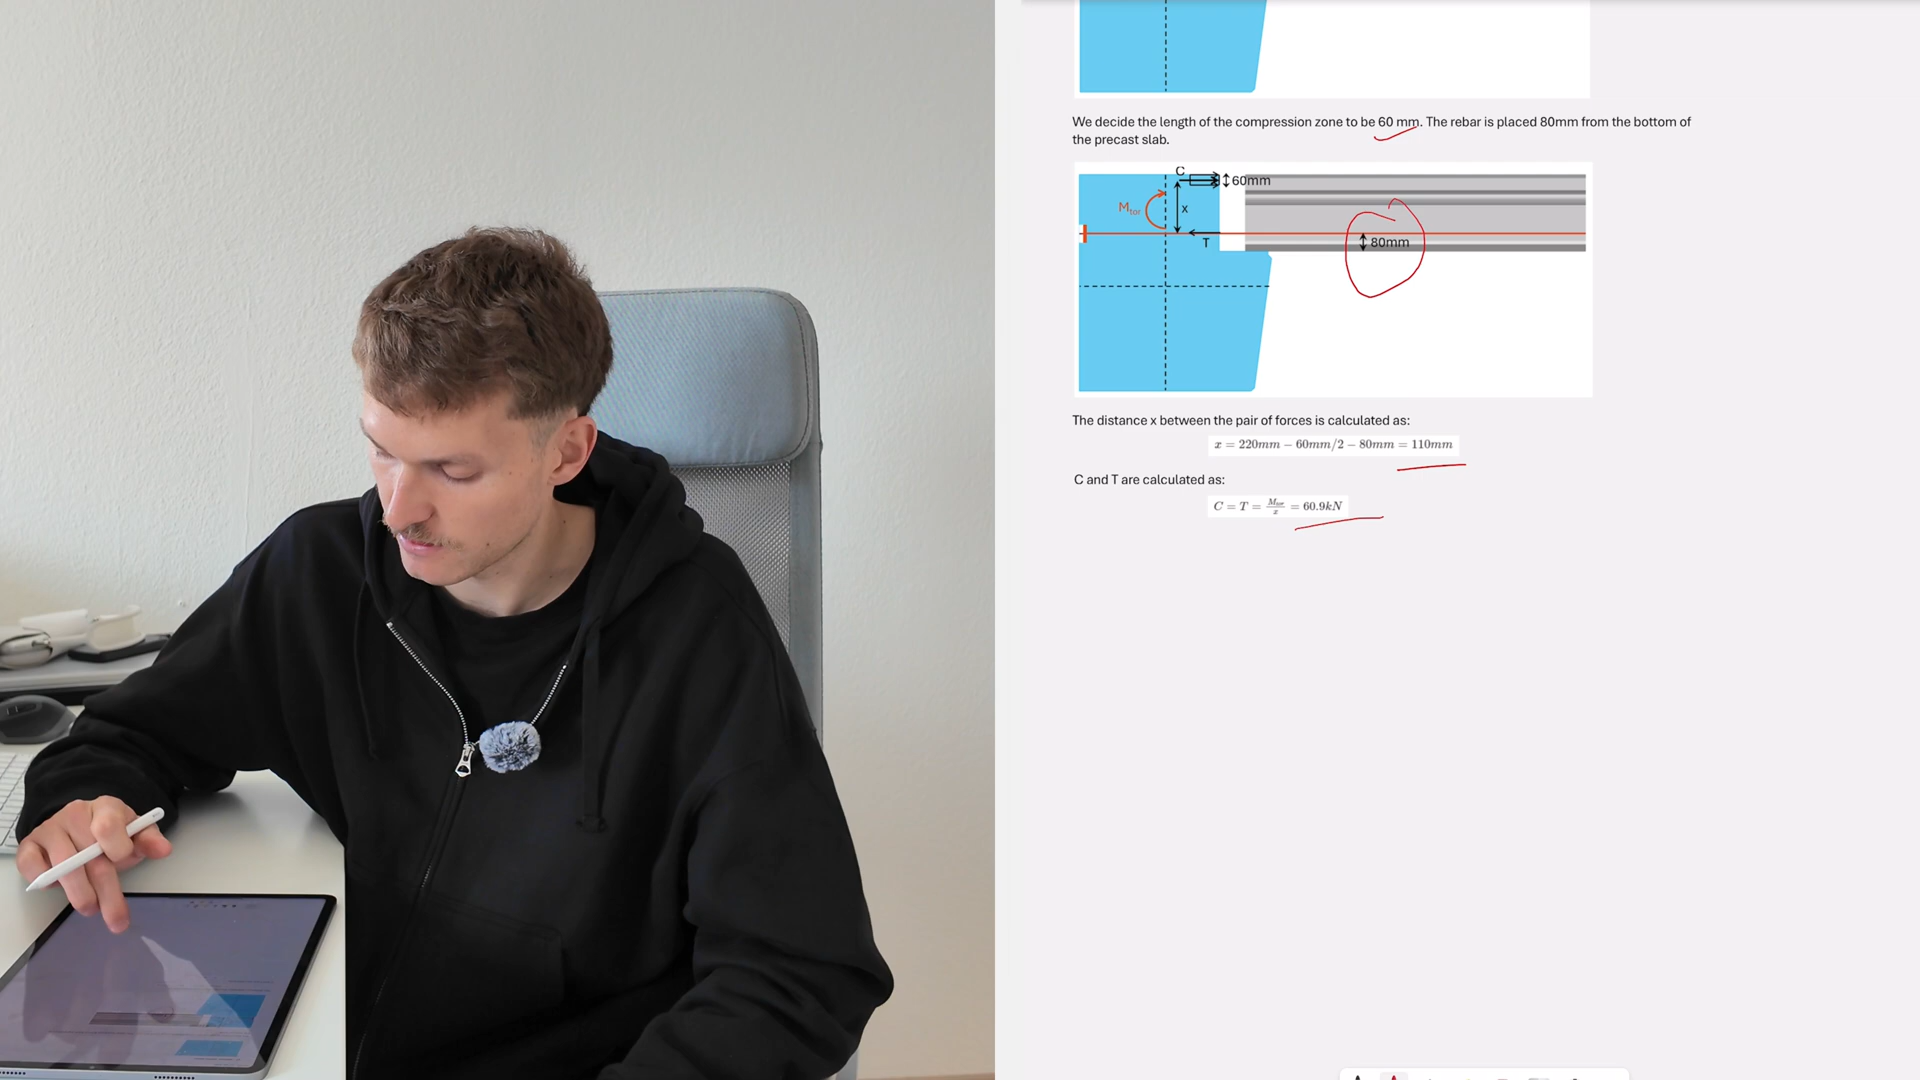 We decide the length of the compression zone to be 60 mm. The rebar is placed 80mm from the bottom of
the precast slab.
C
60mm
M_tor
x
T
80mm
The distance x between the pair of forces is calculated as:
x = 220mm − 60mm/2 − 80mm = 110mm
C and T are calculated as:
C = T = M_tor/x = 60.9kN